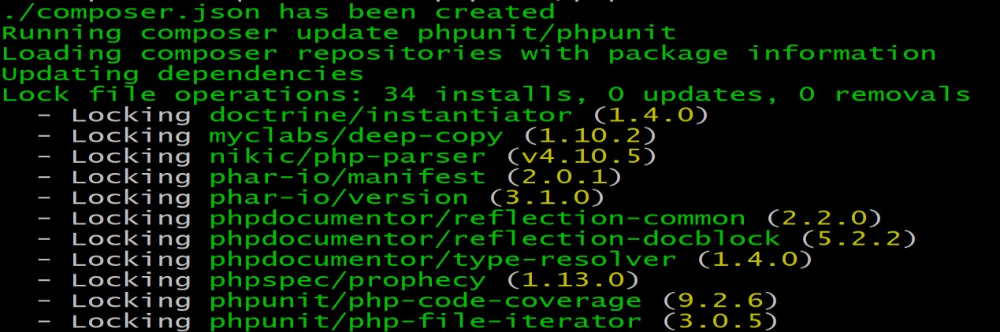 ./composer.json has been created
Running composer update phpunit/phpunit
Loading composer repositories with package information
Updating dependencies
Lock file operations: 34 installs, 0 updates, 0 removals
  - Locking doctrine/instantiator (1.4.0)
  - Locking myclabs/deep-copy (1.10.2)
  - Locking nikic/php-parser (v4.10.5)
  - Locking phar-io/manifest (2.0.1)
  - Locking phar-io/version (3.1.0)
  - Locking phpdocumentor/reflection-common (2.2.0)
  - Locking phpdocumentor/reflection-docblock (5.2.2)
  - Locking phpdocumentor/type-resolver (1.4.0)
  - Locking phpspec/prophecy (1.13.0)
  - Locking phpunit/php-code-coverage (9.2.6)
  - Locking phpunit/php-file-iterator (3.0.5)